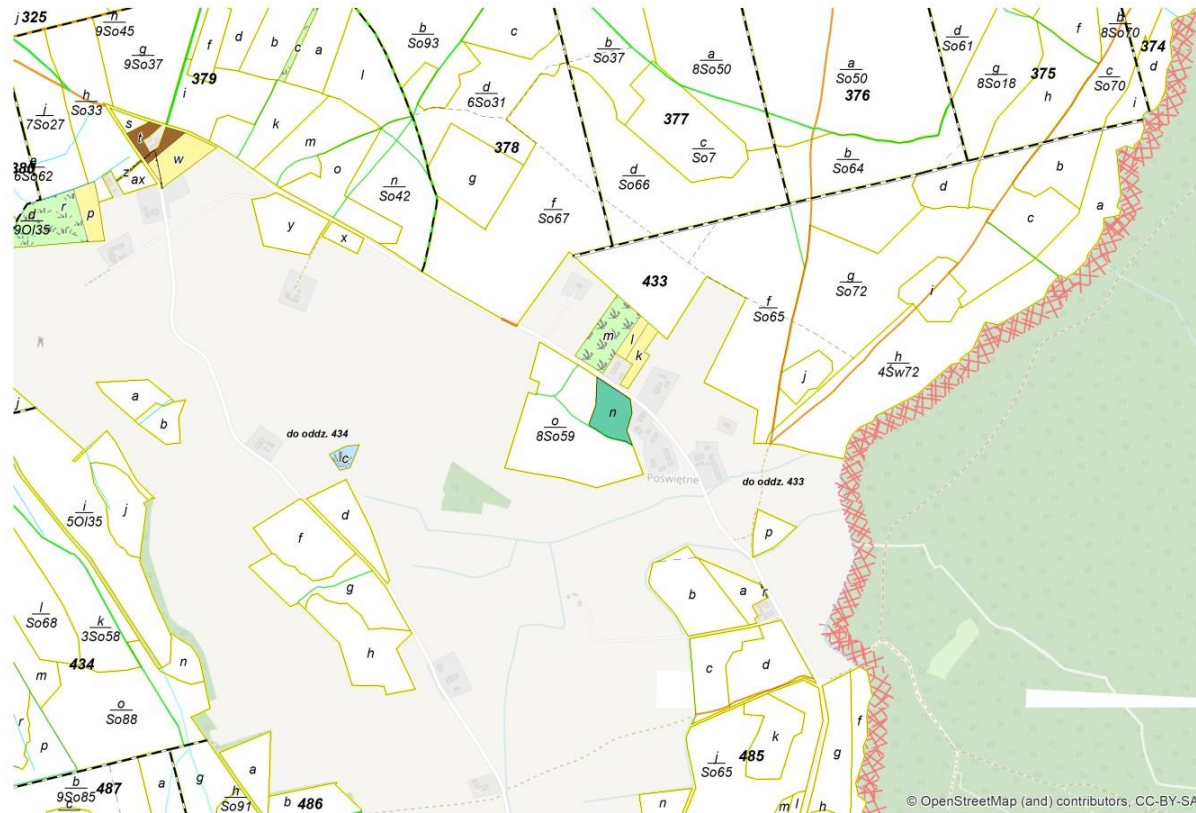 j 325
h
9So45
g
9So37
379
f
d
b
c
a
l
b
So93
c
b
So37
a
8So50
a
So50
376
d
So61
g
8So18
375
f
b
8So70
374
d
c
So70
h
i
h
So33
i
j
7So27
s
t
w
z
ax
6So62
r
p
d
9Ol35
k
m
o
n
So42
d
6So31
378
g
377
c
So7
d
So66
b
So64
f
So67
y
x
433
d
b
c
a
g
So72
i
f
So65
h
4Sw72
j
m
l
k
n
o
8So59
a
b
j
do oddz. 434
c
Poświętne
do oddz. 433
i
5Ol35
j
d
f
g
h
p
b
a
r
c
d
l
So68
k
3So58
434
m
n
o
So88
r
p
f
k
g
j
So65
485
b
9So85
487
a
g
a
h
So91
b
486
n
m
l
h
© OpenStreetMap (and) contributors, CC-BY-SA